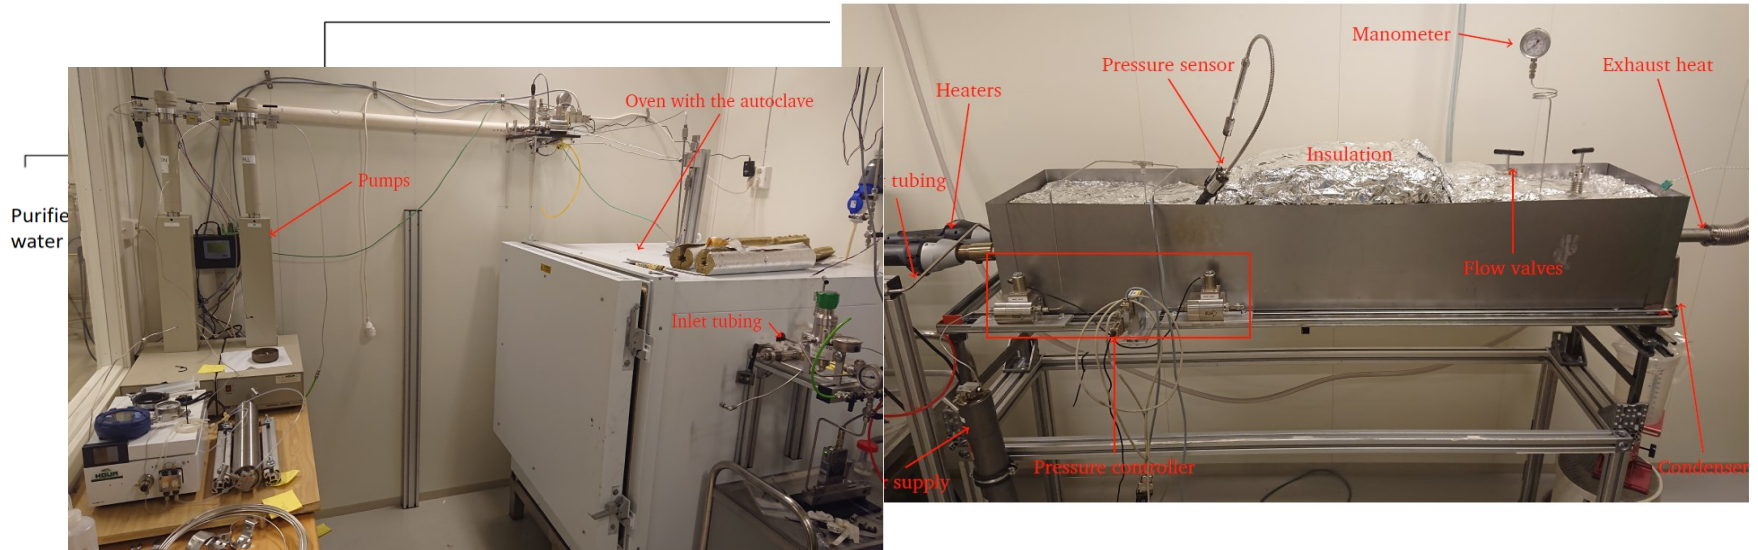 Purifie
water
Oven with the autoclave
Pumps
Inlet tubing
Manometer
Pressure sensor
Exhaust heat
Heaters
Insulation
t tubing
Flow valves
Pressure controller
r supply
Condenser